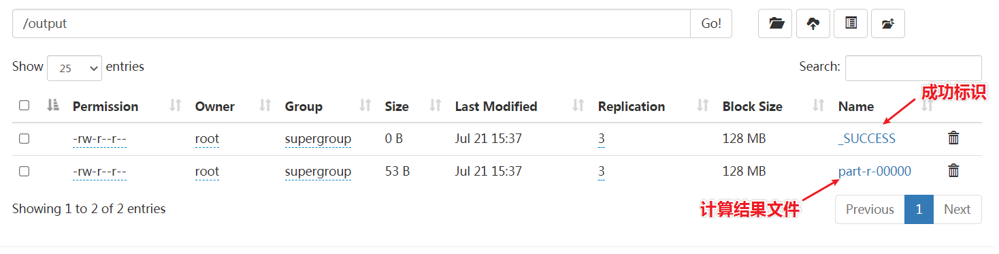 /output Go!
Show 25 entries Search:
成功标识
Permission Owner Group Size Last Modified Replication Block Size Name
-rw-r--r-- root supergroup 0 B Jul 21 15:37 3 128 MB _SUCCESS
-rw-r--r-- root supergroup 53 B Jul 21 15:37 3 128 MB part-r-00000
计算结果文件
Showing 1 to 2 of 2 entries Previous 1 Next